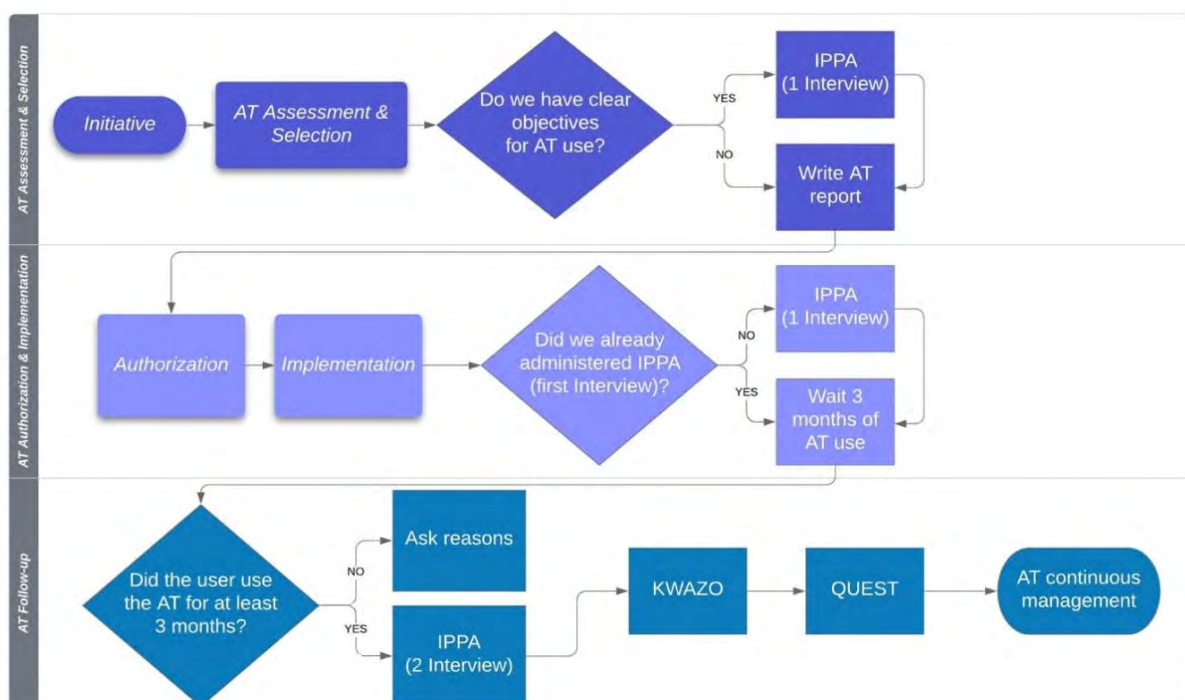 AT Assessment & Selection
Initiative
AT Assessment &
Selection
Do we have clear
objectives
for AT use?
YES
NO
IPPA
(1 Interview)
Write AT
report
AT Authorization & Implementation
Authorization
Implementation
Did we already
administered IPPA
(first Interview)?
NO
YES
IPPA
(1 Interview)
Wait 3
months of
AT use
AT Follow-up
Did the user use
the AT for at least
3 months?
NO
YES
Ask reasons
IPPA
(2 Interview)
KWAZO
QUEST
AT continuous
management